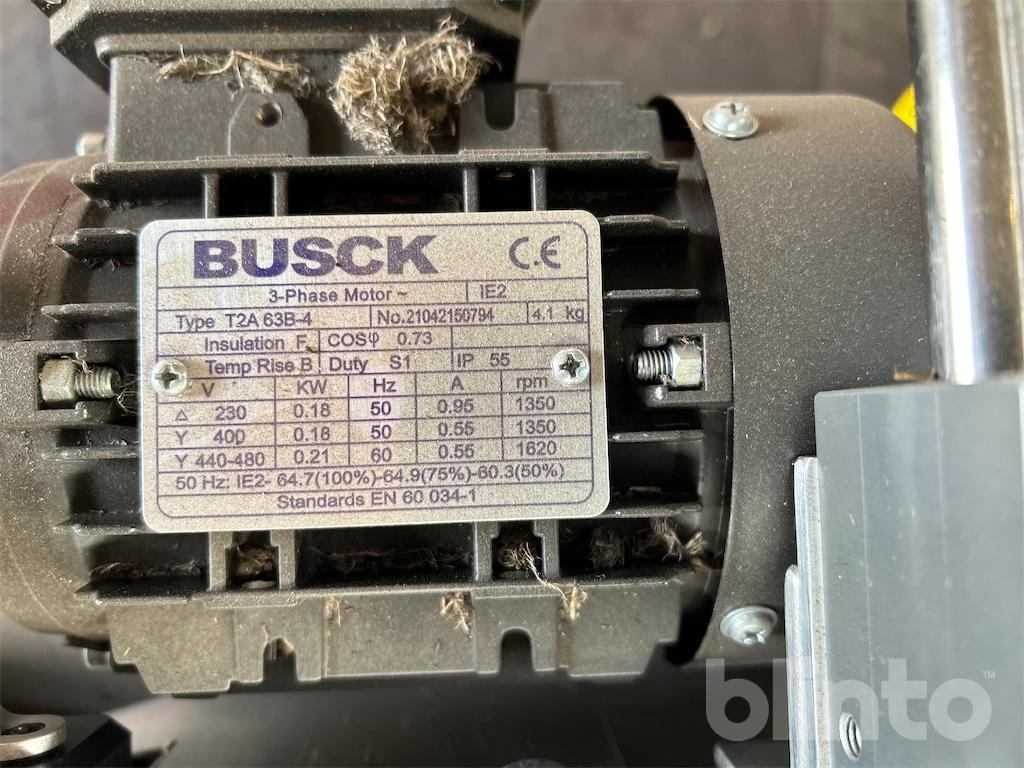 BUSCK CE
3-Phase Motor ~ IE2
Type T2A 63B-4 No.21042150794 4.1 kg
Insulation F COSφ 0.73
Temp Rise B Duty S1 IP 55
V KW Hz A rpm
△ 230 0.18 50 0.95 1350
Y 400 0.18 50 0.55 1350
Y 440-480 0.21 60 0.55 1620
50 Hz: IE2- 64.7(100%)-64.9(75%)-60.3(50%)
Standards EN 60 034-1
blinto™